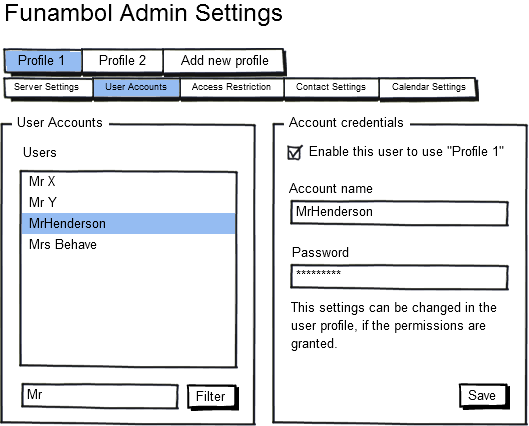 Funambol Admin Settings
Profile 1 Profile 2 Add new profile
Server Settings User Accounts Access Restriction Contact Settings Calendar Settings
User Accounts
Users
Mr X
Mr Y
MrHenderson
Mrs Behave
Mr
Filter
Account credentials
Enable this user to use "Profile 1"
Account name
MrHenderson
Password
*********
This settings can be changed in the
user profile, if the permissions are
granted.
Save